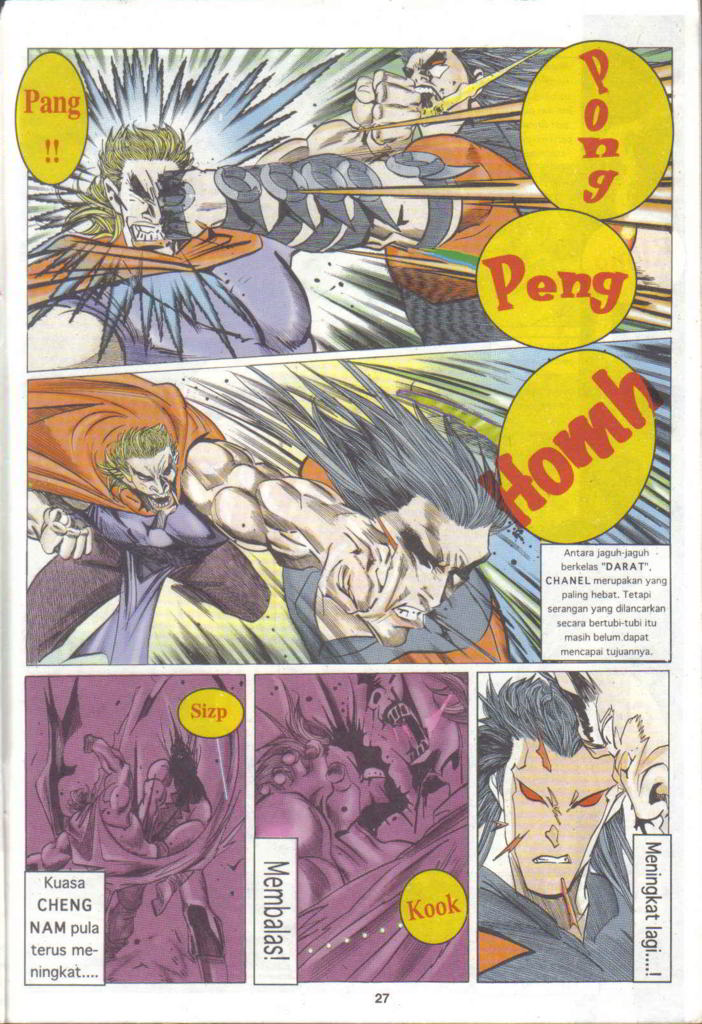 Pang
!!
Pong
Peng
Homh
Antara jaguh-jaguh
berkelas "DARAT",
CHANEL merupakan yang
paling hebat. Tetapi
serangan yang dilancarkan
secara bertubi-tubi itu
masih belum dapat
mencapai tujuannya.
Sizp
Kuasa
CHENG
NAM pula
terus me-
ningkat....
Membalas!
Kook
Meningkat lagi.....!
27